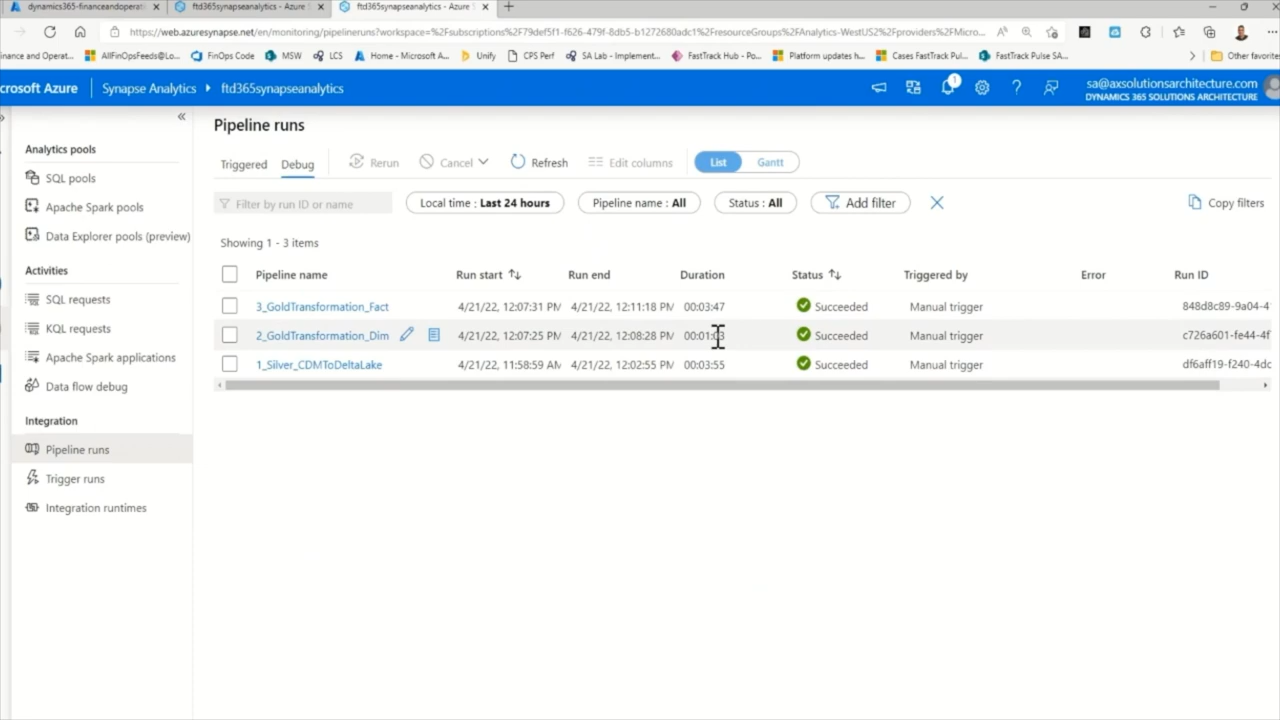 dynamics365-financeandoperati
ftd365synapseanalytics - Azure S
ftd365synapseanalytics - Azure S
https://web.azuresynapse.net/en/monitoring/pipelineruns?workspace=%2Fsubscriptions%2F79def5f1-f626-479f-8db5-b1272680adc1%2FresourceGroups%2FAnalytics-WestUS2%2Fproviders%2FMicro...
inance and Operat... AllFinOpsFeeds@Lo... FinOps Code LCS Home - Microsoft A... Unify CPS Perf SA Lab - Implement... FastTrack Hub - Po... Platform updates h... Cases FastTrack Pul... FastTrack Pulse SA... Other favorites
crosoft Azure Synapse Analytics ftd365synapseanalytics 1 sa@axsolutionsarchitecture.com
DYNAMICS 365 SOLUTIONS ARCHITECTURE
Analytics pools
SQL pools
Apache Spark pools
Data Explorer pools (preview)
Activities
SQL requests
KQL requests
Apache Spark applications
Data flow debug
Integration
Pipeline runs
Trigger runs
Integration runtimes
Pipeline runs
Triggered Debug Rerun Cancel Refresh Edit columns List Gantt
Filter by run ID or name Local time : Last 24 hours Pipeline name : All Status : All Add filter Copy filters
Showing 1 - 3 items
Pipeline name Run start Run end Duration Status Triggered by Error Run ID
3_GoldTransformation_Fact 4/21/22, 12:07:31 PM 4/21/22, 12:11:18 PM 00:03:47 Succeeded Manual trigger 848d8c89-9a04-4
2_GoldTransformation_Dim 4/21/22, 12:07:25 PM 4/21/22, 12:08:28 PM 00:01:03 Succeeded Manual trigger c726a601-fe44-4f
1_Silver_CDMToDeltaLake 4/21/22, 11:58:59 AM 4/21/22, 12:02:55 PM 00:03:55 Succeeded Manual trigger df6aff19-f240-4dc